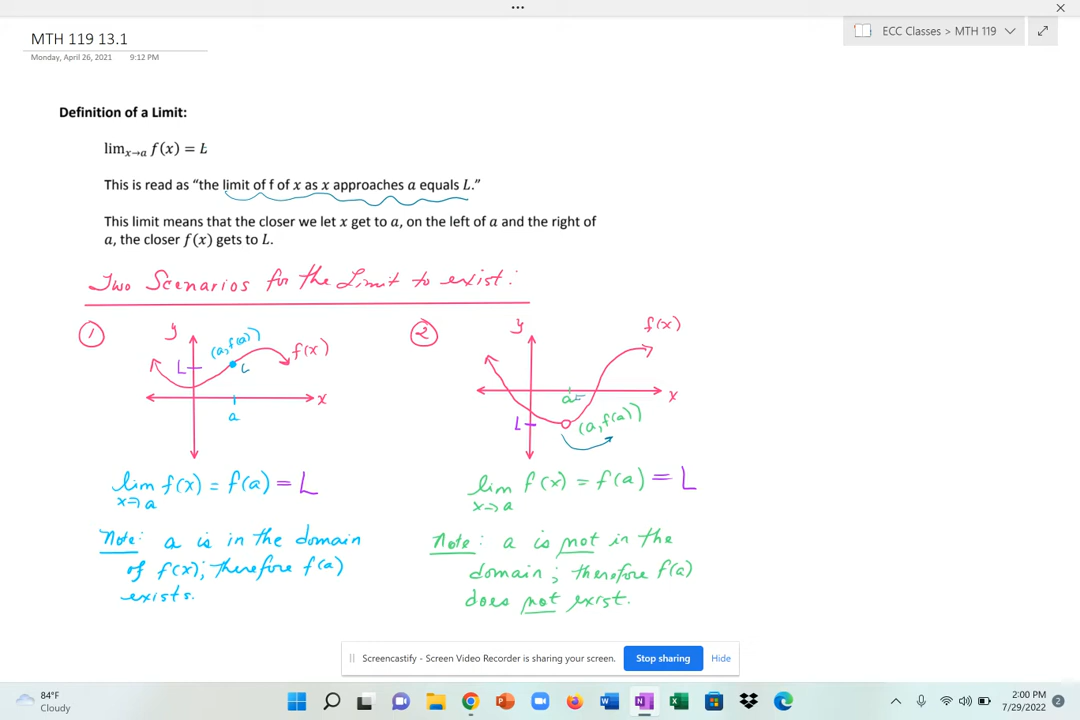 MTH 119 13.1
Monday, April 26, 2021 9:12 PM
ECC Classes > MTH 119
Definition of a Limit:
lim x→a f(x) = L
This is read as “the limit of f of x as x approaches a equals L.”
This limit means that the closer we let x get to a, on the left of a and the right of
a, the closer f(x) gets to L.
Two Scenarios for the Limit to exist:
1 y (a, f(a)) f(x) L L x a
2 y f(x) a x L (a, f(a))
lim x→a f(x) = f(a) = L
lim x→a f(x) = f(a) = L
Note: a is in the domain
of f(x); therefore f(a)
exists.
Note: a is not in the
domain; therefore f(a)
does not exist.
Screencastify - Screen Video Recorder is sharing your screen. Stop sharing Hide
84°F
Cloudy
2:00 PM
7/29/2022
2